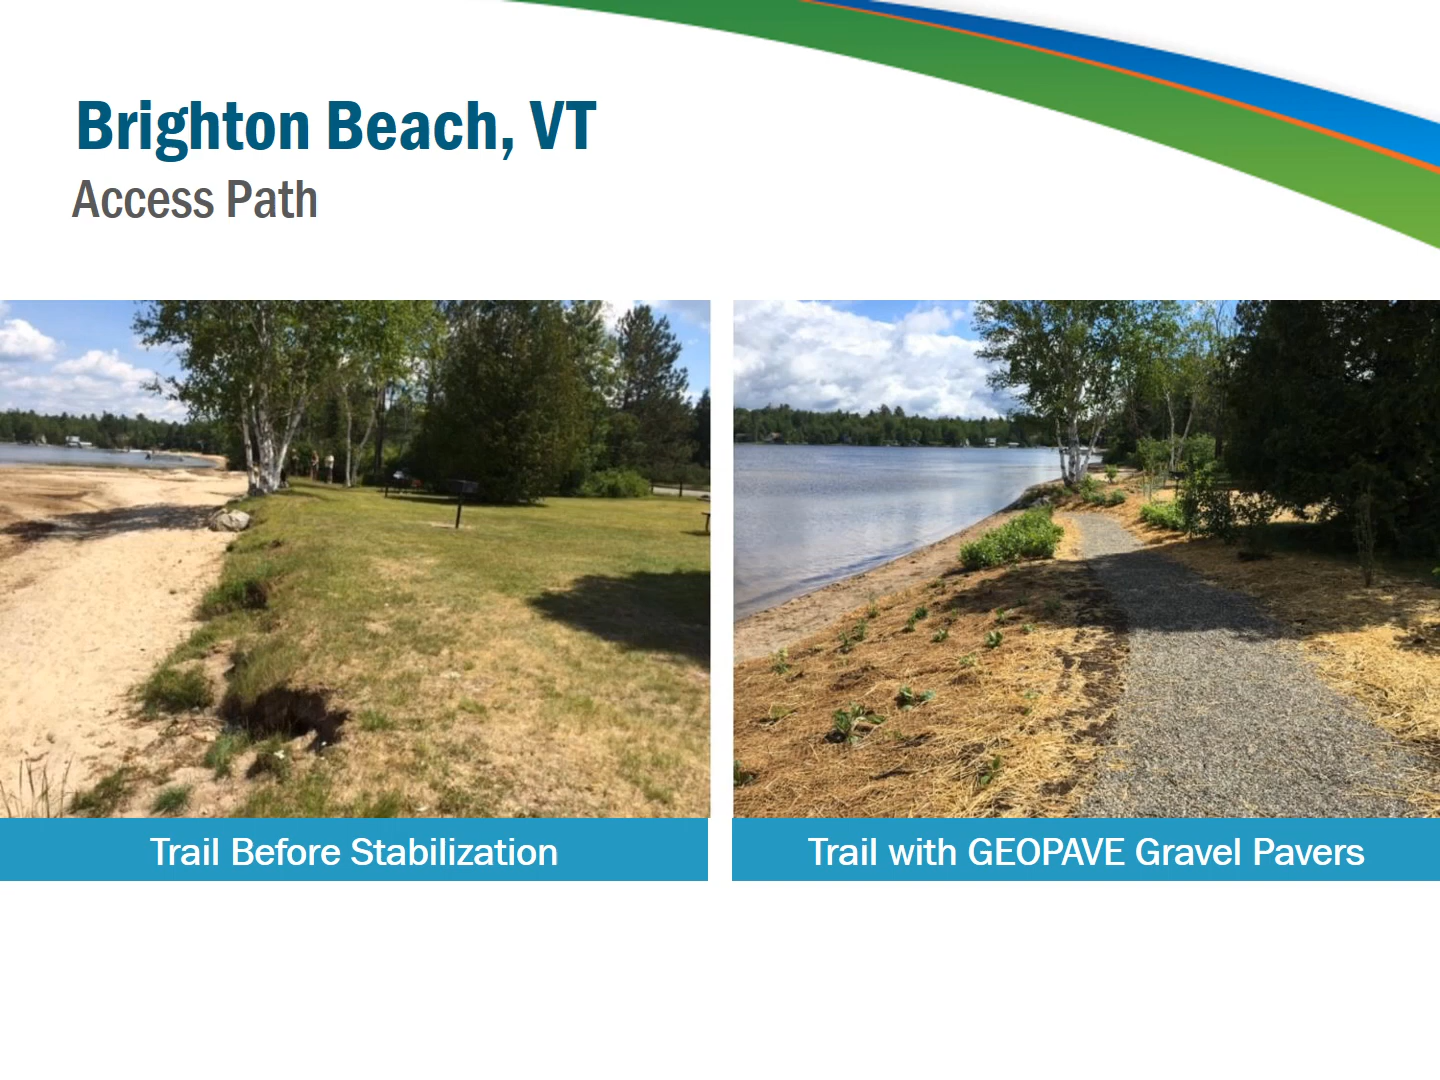 Brighton Beach, VT
Access Path
Trail Before Stabilization
Trail with GEOPAVE Gravel Pavers